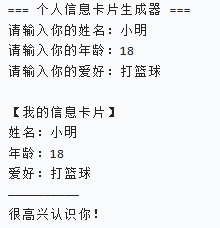 === 个人信息卡片生成器 ===
请输入你的姓名: 小明
请输入你的年龄: 18
请输入你的爱好: 打篮球
【我的信息卡片】
姓名: 小明
年龄: 18
爱好: 打篮球
——————————
很高兴认识你!